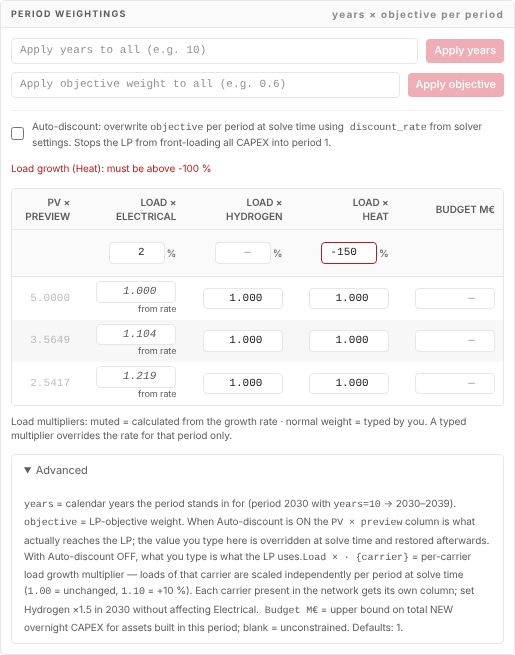 PERIOD WEIGHTINGS years × objective per period
Apply years to all (e.g. 10) Apply years
Apply objective weight to all (e.g. 0.6) Apply objective
Auto-discount: overwrite objective per period at solve time using discount_rate from solver
settings. Stops the LP from front-loading all CAPEX into period 1.
Load growth (Heat): must be above -100 %
PV × LOAD × LOAD × LOAD ×
PREVIEW ELECTRICAL HYDROGEN HEAT BUDGET M€
2 % — % -150 %
5.0000 1.000 1.000 1.000 —
from rate
3.5649 1.104 1.000 1.000 —
from rate
2.5417 1.219 1.000 1.000 —
from rate
Load multipliers: muted = calculated from the growth rate · normal weight = typed by you. A typed
multiplier overrides the rate for that period only.
▼ Advanced
years = calendar years the period stands in for (period 2030 with years=10 → 2030–2039).
objective = LP-objective weight. When Auto-discount is ON the PV × preview column is what
actually reaches the LP; the value you type here is overridden at solve time and restored afterwards.
With Auto-discount OFF, what you type is what the LP uses.Load × · {carrier} = per-carrier
load growth multiplier — loads of that carrier are scaled independently per period at solve time
(1.00 = unchanged, 1.10 = +10 %). Each carrier present in the network gets its own column; set
Hydrogen ×1.5 in 2030 without affecting Electrical. Budget M€ = upper bound on total NEW
overnight CAPEX for assets built in this period; blank = unconstrained. Defaults: 1.